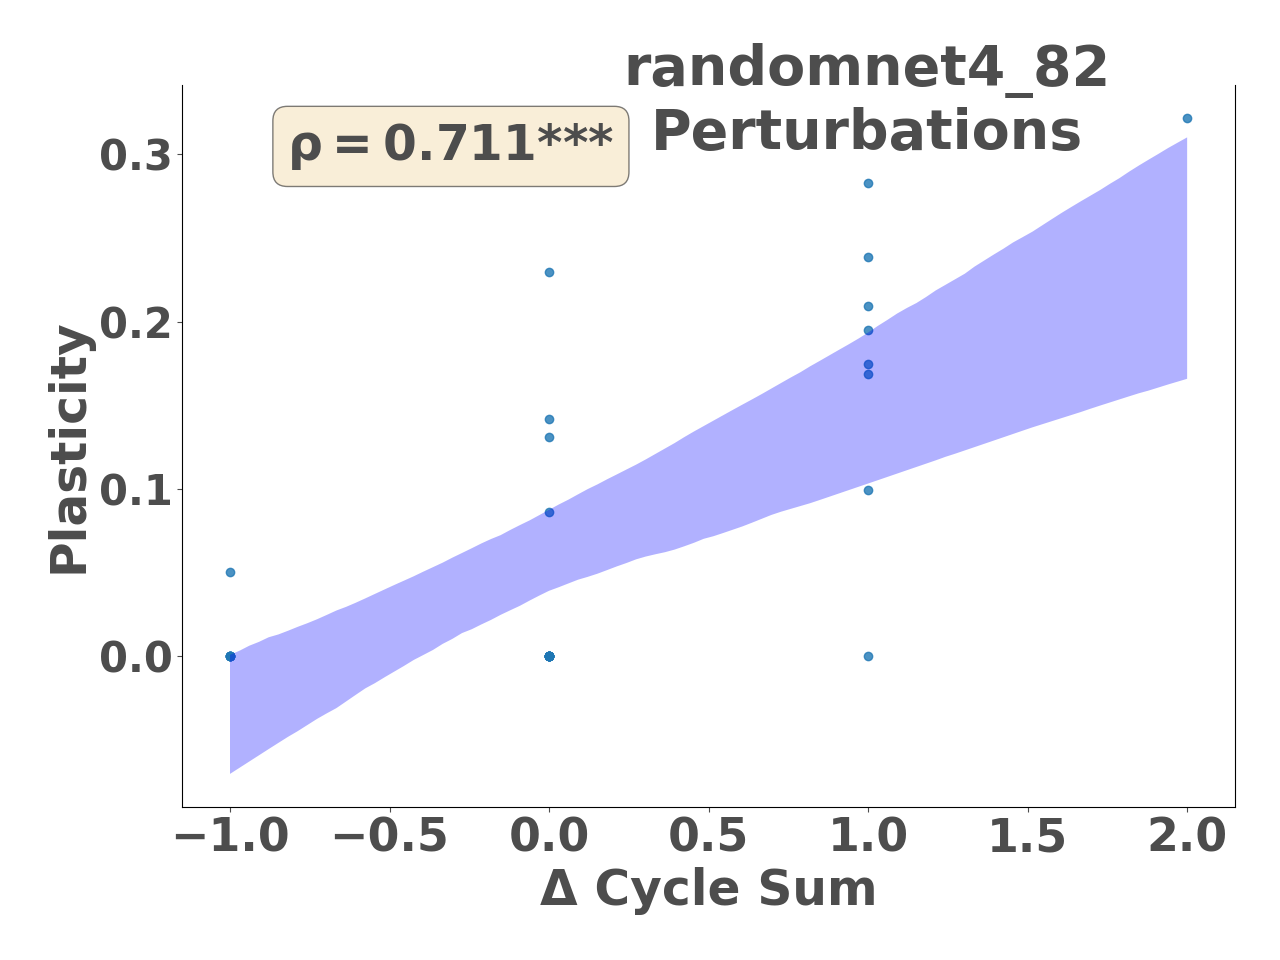 randomnet4_82
Perturbations
ρ = 0.711***
Plasticity
0.3
0.2
0.1
0.0
−1.0 −0.5 0.0 0.5 1.0 1.5 2.0
Δ Cycle Sum